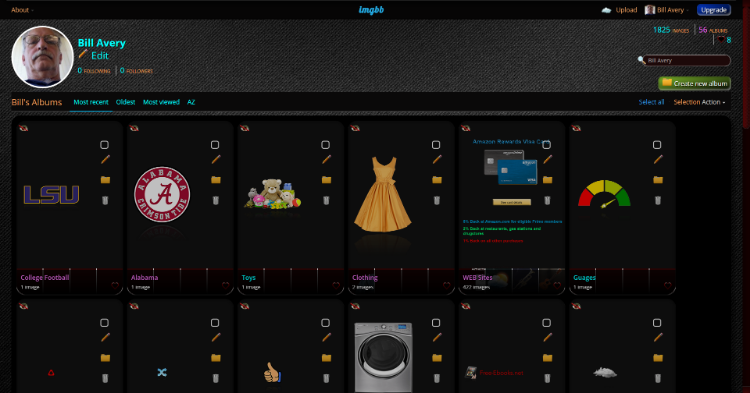 About
imgbb
Upload
Bill Avery
Upgrade
Bill Avery
Edit
0 FOLLOWING
0 FOLLOWERS
1825 IMAGES
56 ALBUMS
8
Bill Avery
Create new album
Bill's Albums
Most recent
Oldest
Most viewed
AZ
Select all
Selection Action
LSU
ALABAMA
A
CRIMSON TIDE
Amazon Rewards Visa Card
College Football
1 image
Alabama
1 image
Toys
1 image
Clothing
2 images
WEB Sites
422 images
Guages
1 image